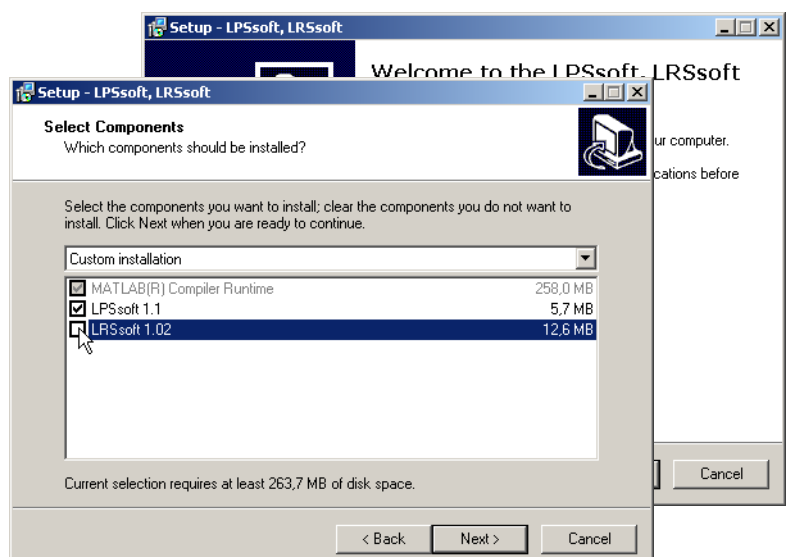 Setup - LPSsoft, LRSsoft
Welcome to the LPSsoft, LRSsoft
ur computer.
cations before
Cancel
Setup - LPSsoft, LRSsoft
Select Components
Which components should be installed?
Select the components you want to install; clear the components you do not want to
install. Click Next when you are ready to continue.
Custom installation
MATLAB(R) Compiler Runtime 258,0 MB
LPSsoft 1.1 5,7 MB
LRSsoft 1.02 12,6 MB
Current selection requires at least 263,7 MB of disk space.
< Back Next > Cancel